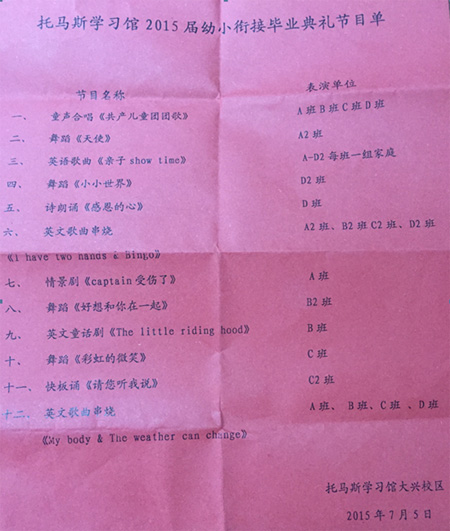 托马斯学习馆 2015 届幼小衔接毕业典礼节目单
节目名称 表演单位
一、 童声合唱《共产儿童团团歌》 A 班 B 班 C 班 D 班
二、 舞蹈《天使》 A2 班
三、 英语歌曲《亲子 show time》 A-D2 每班一组家庭
四、 舞蹈《小小世界》 D2 班
五、 诗朗诵《感恩的心》 D 班
六、 英文歌曲串烧 A2 班、B2 班 C2 班、D2 班
《I have two hands & Bingo》
七、 情景剧《captain 受伤了》 A 班
八、 舞蹈《好想和你在一起》 B2 班
九、 英文童话剧《The little riding hood》 B 班
十、 舞蹈《彩虹的微笑》 C 班
十一、 快板诵《请您听我说》 C2 班
十二、 英文歌曲串烧 A 班、 B 班、C 班 、D 班
《My body & The weather can change》
托马斯学习馆大兴校区
2015 年 7 月 5 日